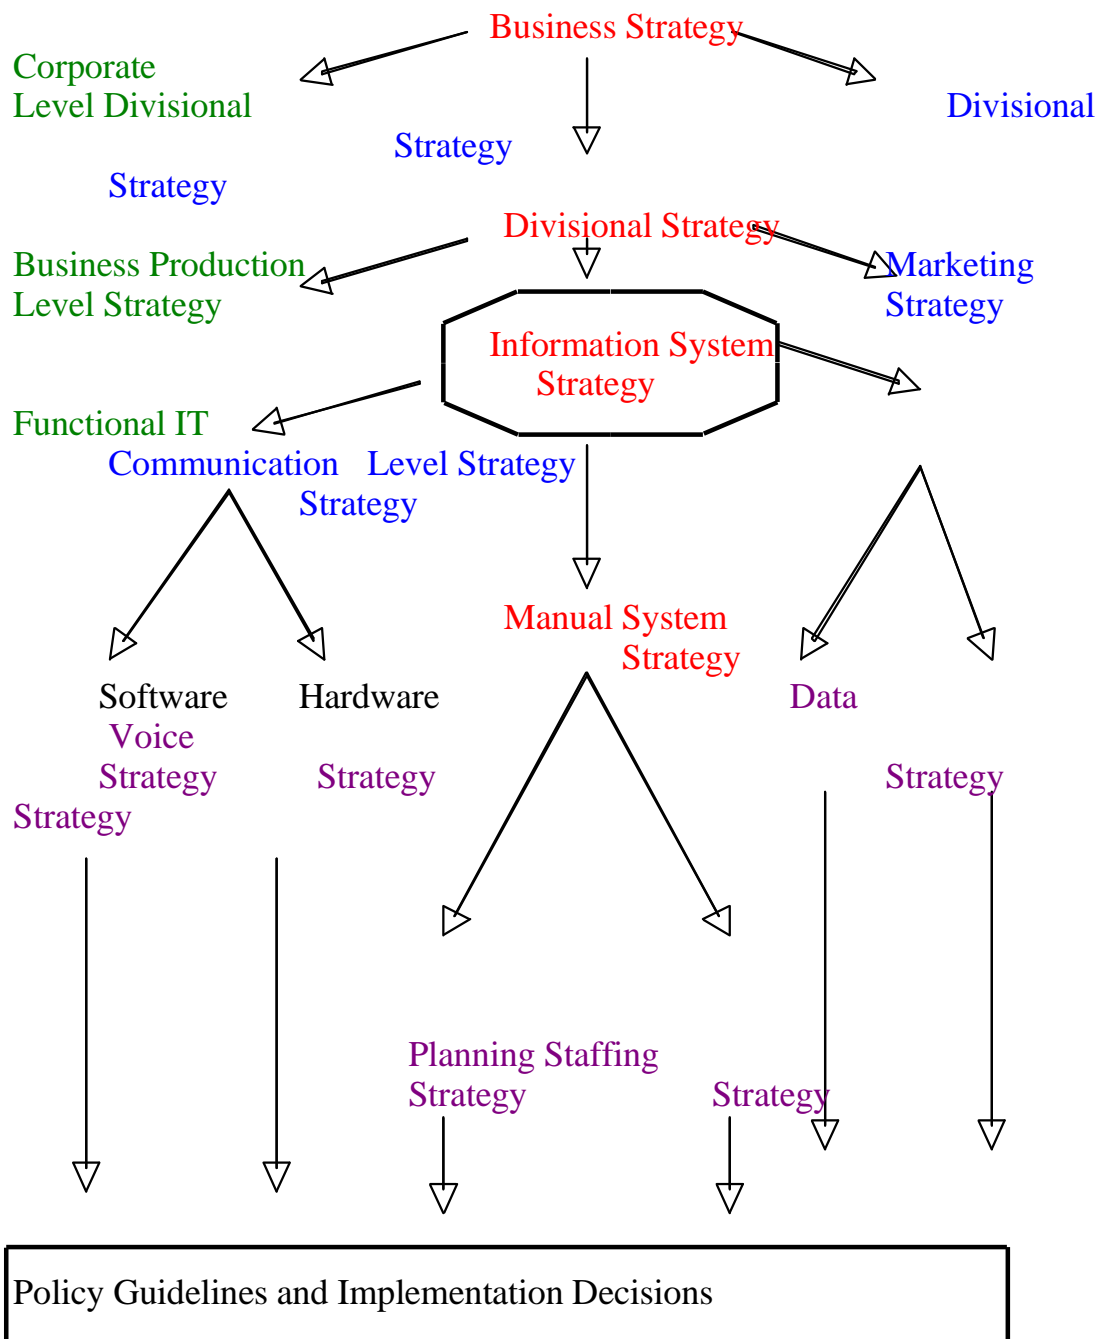 Business Strategy
Corporate
Level Divisional Divisional
Strategy
Strategy
Divisional Strategy
Business Production Marketing
Level Strategy Strategy
Information System
Strategy
Functional IT
Communication Level Strategy
Strategy
Manual System
Strategy
Software Hardware Data
Voice
Strategy Strategy Strategy
Strategy
Planning Staffing
Strategy Strategy
Policy Guidelines and Implementation Decisions